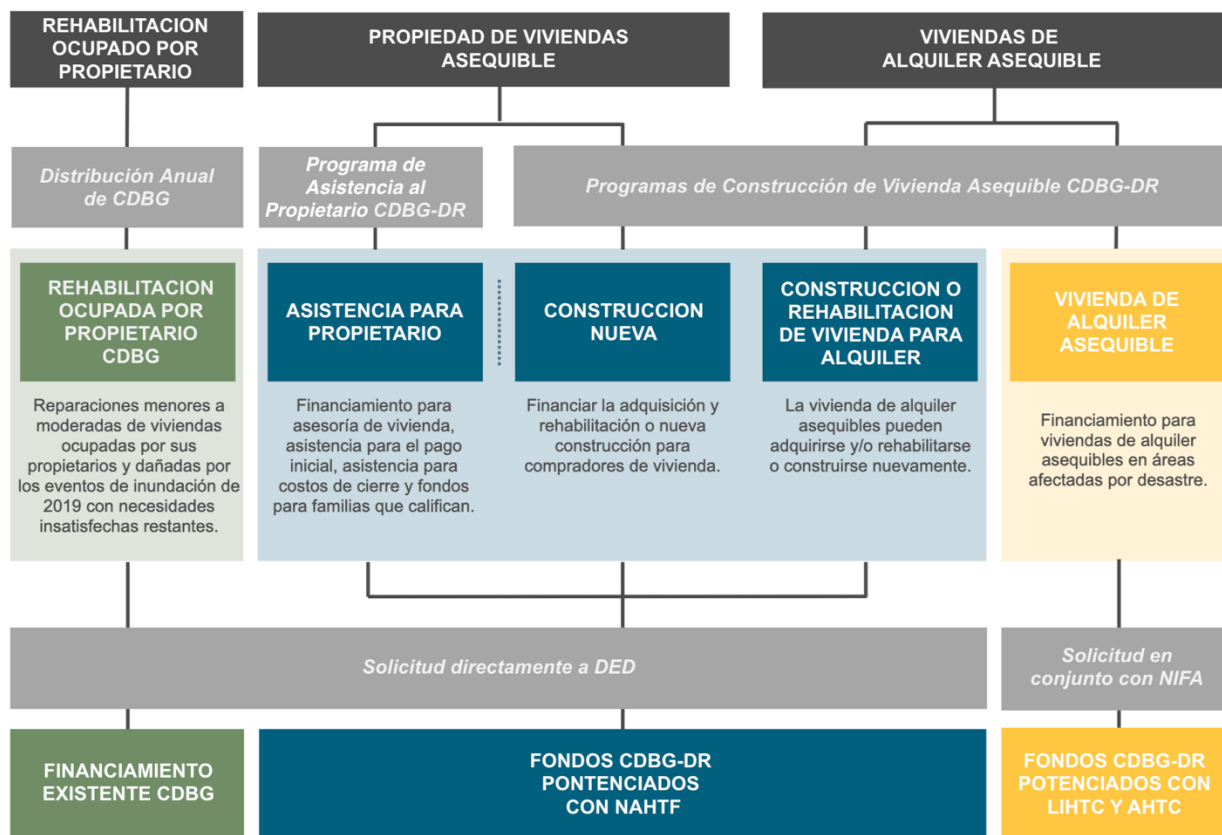 REHABILITACION
OCUPADO POR
PROPIETARIO
PROPIEDAD DE VIVIENDAS
ASEQUIBLE
VIVIENDAS DE
ALQUILER ASEQUIBLE
Distribución Anual
de CDBG
Programa de
Asistencia al
Propietario CDBG-DR
Programas de Construcción de Vivienda Asequible CDBG-DR
REHABILITACION
OCUPADA POR
PROPIETARIO
CDBG
ASISTENCIA PARA
PROPIETARIO
CONSTRUCCION
NUEVA
CONSTRUCCION O
REHABILITACION
DE VIVIENDA PARA
ALQUILER
VIVIENDA DE
ALQUILER
ASEQUIBLE
Reparaciones menores a
moderadas de viviendas
ocupadas por sus
propietarios y dañadas por
los eventos de inundación de
2019 con necesidades
insatisfechas restantes.
Financiamiento para
asesoría de vivienda,
asistencia para el pago
inicial, asistencia para
costos de cierre y fondos
para familias que califican.
Financiar la adquisición y
rehabilitación o nueva
construcción para
compradores de vivienda.
La vivienda de alquiler
asequibles pueden
adquirirse y/o rehabilitarse
o construirse nuevamente.
Financiamiento para
viviendas de alquiler
asequibles en áreas
afectadas por desastre.
Solicitud directamente a DED
Solicitud en
conjunto con NIFA
FINANCIAMIENTO
EXISTENTE CDBG
FONDOS CDBG-DR
PONTENCIADOS
CON NAHTF
FONDOS CDBG-DR
POTENCIADOS CON
LIHTC Y AHTC